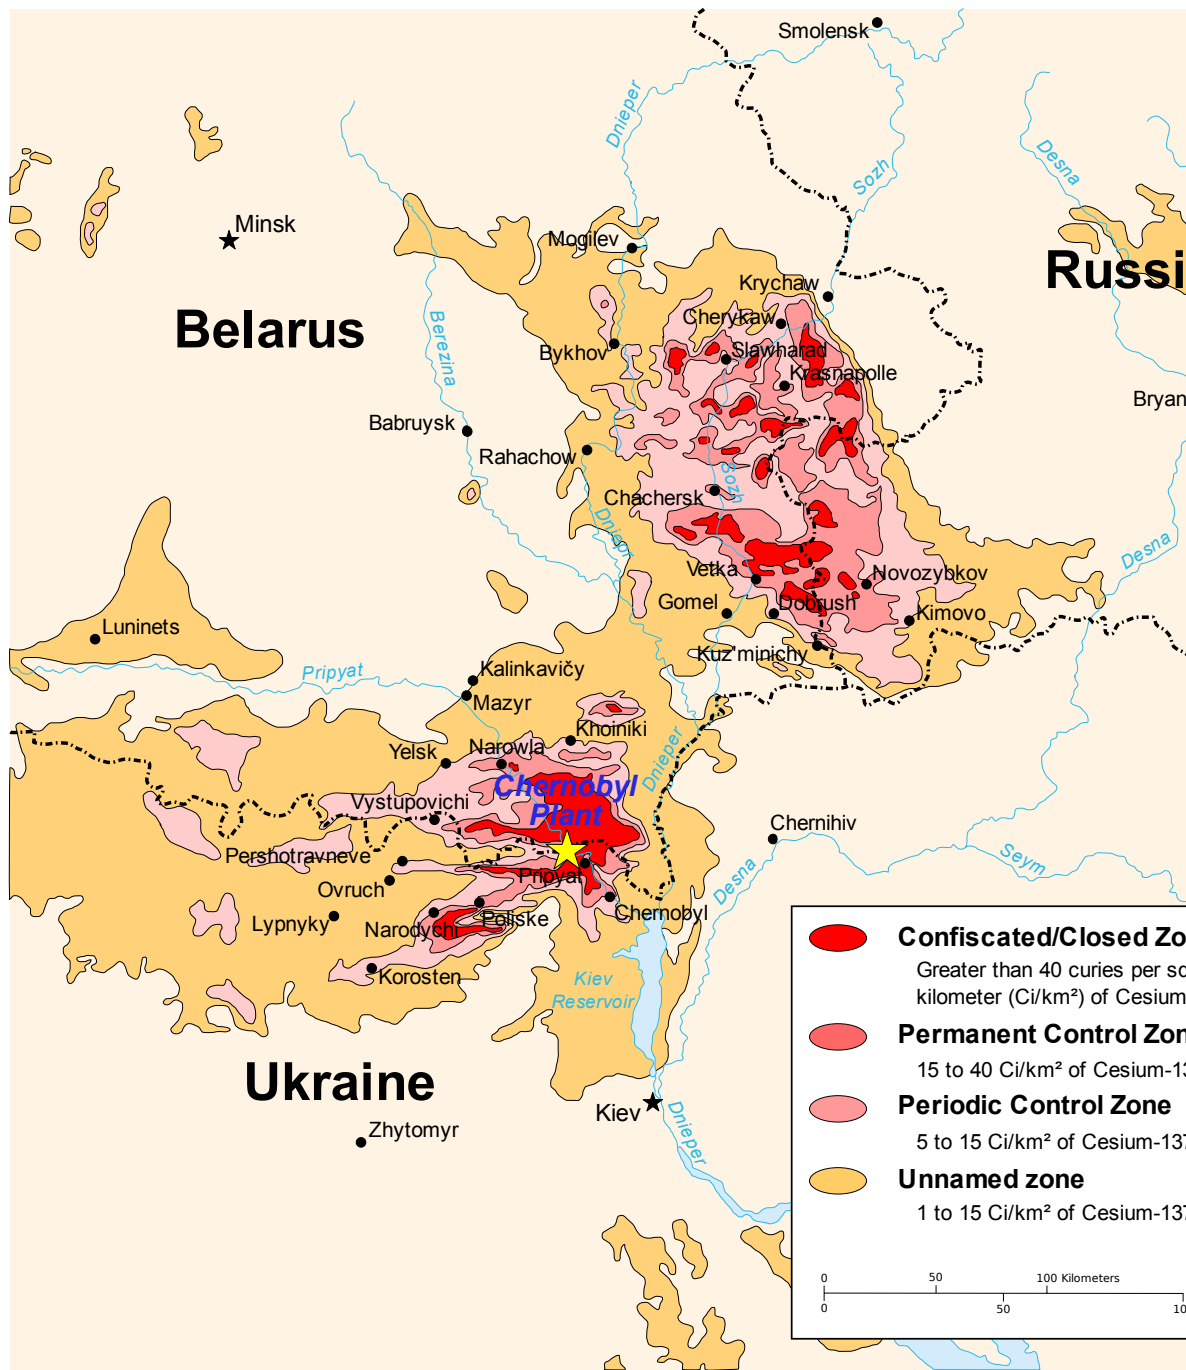 Smolensk
Dnieper
Sozh
Desna
Minsk
Mogilev
Russi
Krychaw
Belarus
Cherykaw
Berezina
Bykhov
Slawharad
Krasnapolle
Bryan
Babruysk
Rahachow
Sozh
Chachersk
Dniepr
Desna
Vetka
Novozybkov
Gomel
Dobrush
Kimovo
Luninets
Kuz'minichy
Pripyat
Kalinkavičy
Mazyr
Khoiniki
Yelsk
Narowla
Dnieper
Chernobyl
Plant
Vystupovichi
Chernihiv
Pershotravneve
Seym
Pripyat
Desna
Ovruch
Lypnyky
Narodychi
Poliske
Chernobyl
Korosten
Kiev
Reservoir
Ukraine
Kiev
Dnieper
Zhytomyr
Confiscated/Closed Zo
Greater than 40 curies per sq
kilometer (Ci/km²) of Cesium
Permanent Control Zon
15 to 40 Ci/km² of Cesium-13
Periodic Control Zone
5 to 15 Ci/km² of Cesium-137
Unnamed zone
1 to 15 Ci/km² of Cesium-137
0 50 100 Kilometers
0 50 10